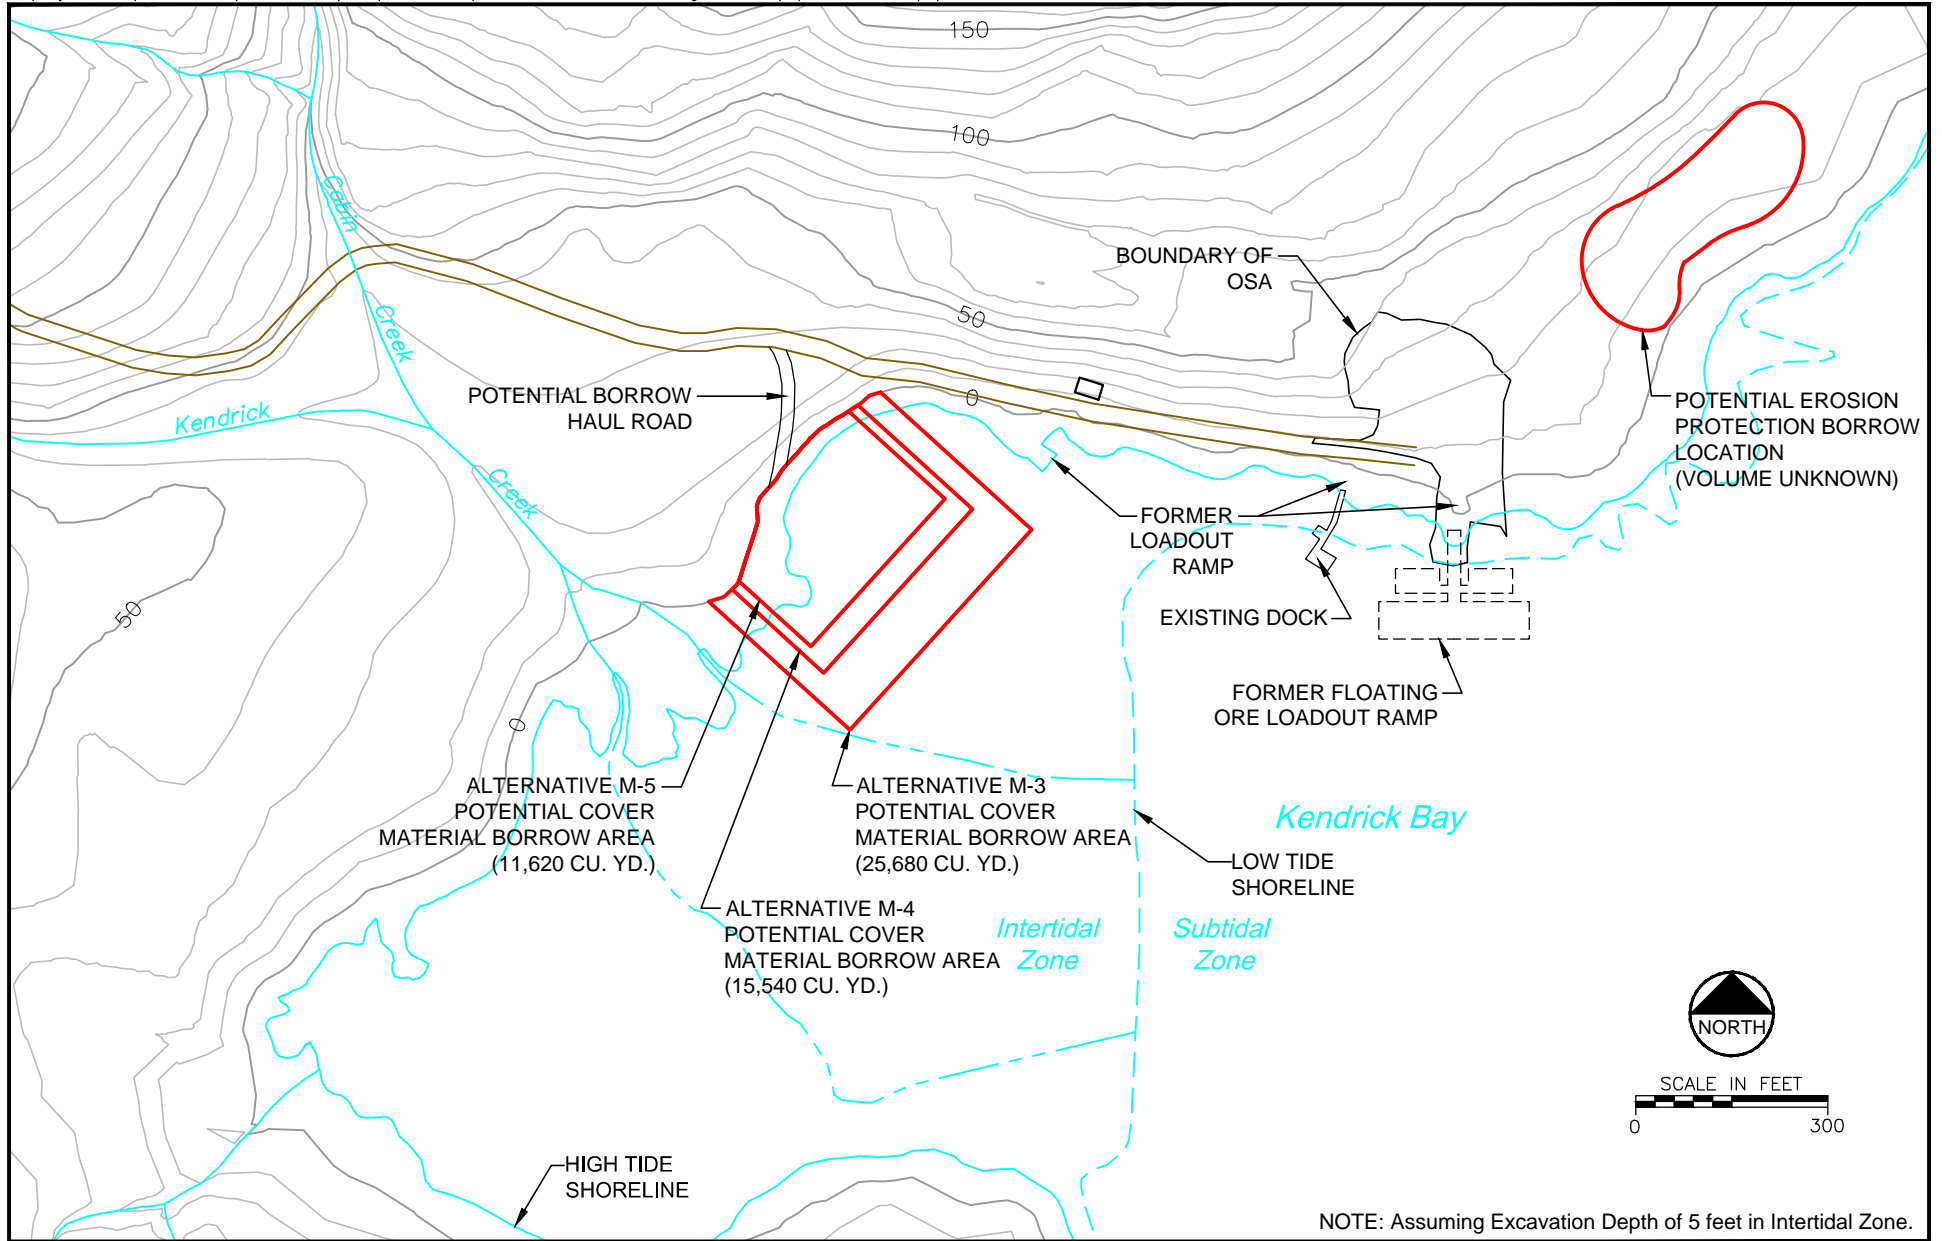 150
100
Cabin
Creek
50
BOUNDARY OF
OSA
POTENTIAL BORROW
HAUL ROAD
0
Kendrick
Creek
POTENTIAL EROSION
PROTECTION BORROW
LOCATION
(VOLUME UNKNOWN)
FORMER
LOADOUT
RAMP
EXISTING DOCK
50
FORMER FLOATING
ORE LOADOUT RAMP
0
ALTERNATIVE M-5
POTENTIAL COVER
MATERIAL BORROW AREA
(11,620 CU. YD.)
ALTERNATIVE M-3
POTENTIAL COVER
MATERIAL BORROW AREA
(25,680 CU. YD.)
Kendrick Bay
LOW TIDE
SHORELINE
ALTERNATIVE M-4
POTENTIAL COVER
MATERIAL BORROW AREA
(15,540 CU. YD.)
Intertidal
Zone
Subtidal
Zone
NORTH
SCALE IN FEET
0
300
HIGH TIDE
SHORELINE
NOTE: Assuming Excavation Depth of 5 feet in Intertidal Zone.